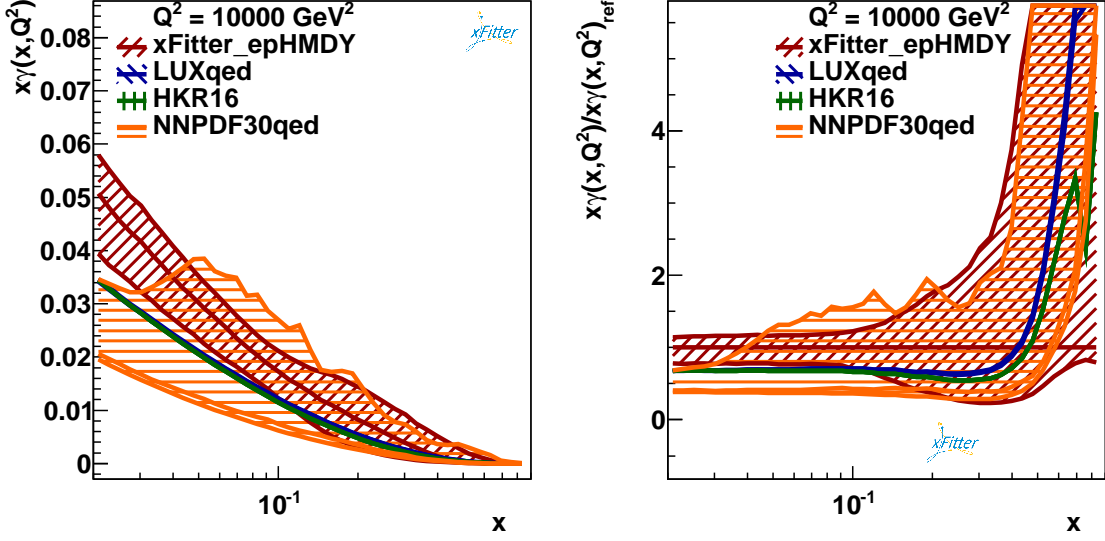 Q² = 10000 GeV²
xFitter_epHMDY
LUXqed
HKR16
NNPDF30qed
xFitter
xγ(x,Q²)
0.08
0.07
0.06
0.05
0.04
0.03
0.02
0.01
0
10⁻¹
x
Q² = 10000 GeV²
xFitter_epHMDY
LUXqed
HKR16
NNPDF30qed
xγ(x,Q²)/xγ(x,Q²)ref
4
2
0
xFitter
10⁻¹
x